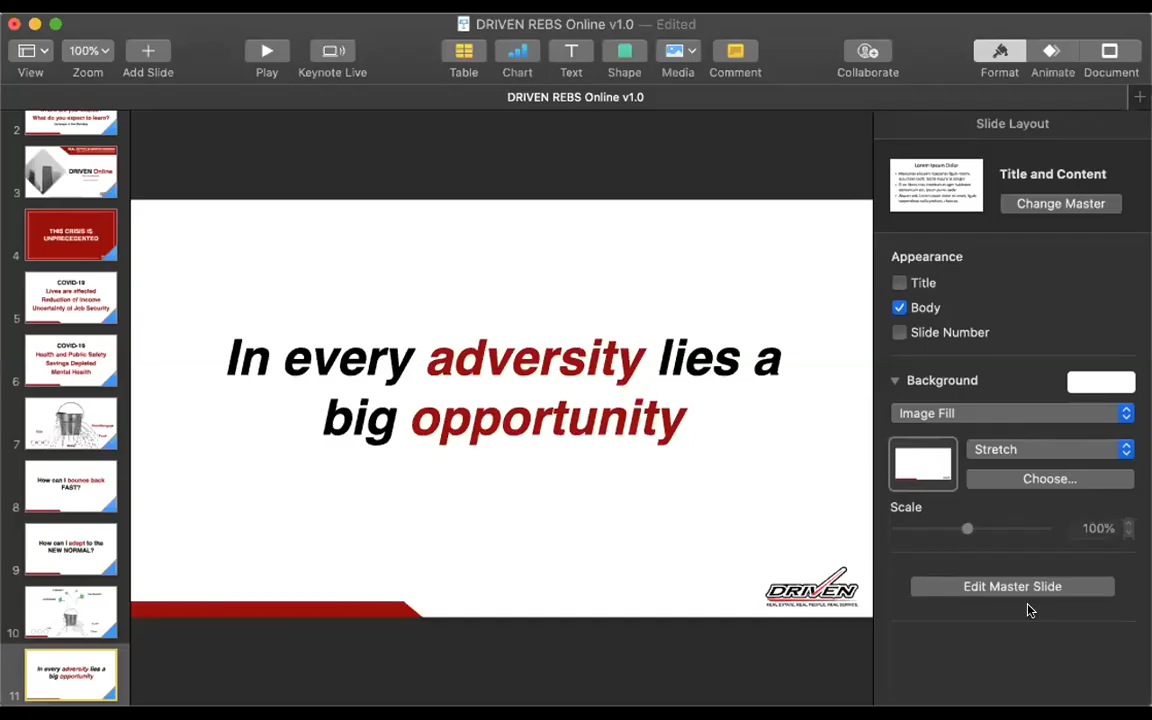 DRIVEN REBS Online v1.0 — Edited
100%
View
Zoom
Add Slide
Play
Keynote Live
Table
Chart
Text
Shape
Media
Comment
Collaborate
Format
Animate
Document
DRIVEN REBS Online v1.0
What do you expect to learn?
2
DRIVEN Online
3
THIS CRISIS IS
UNPRECEDENTED
4
COVID-19
Lives are affected
Reduction of Income
Uncertainty of Job Security
5
COVID-19
Health and Public Safety
Savings Depleted
Mental Health
6
7
How can I bounce back
FAST?
8
How can I adapt to the
NEW NORMAL?
9
10
In every adversity lies a
big opportunity
11
In every adversity lies a
big opportunity
DRIVEN
REAL ESTATE. REAL PEOPLE. REAL SERVICE.
Slide Layout
Title and Content
Change Master
Appearance
Title
Body
Slide Number
Background
Image Fill
Stretch
Choose...
Scale
100%
Edit Master Slide